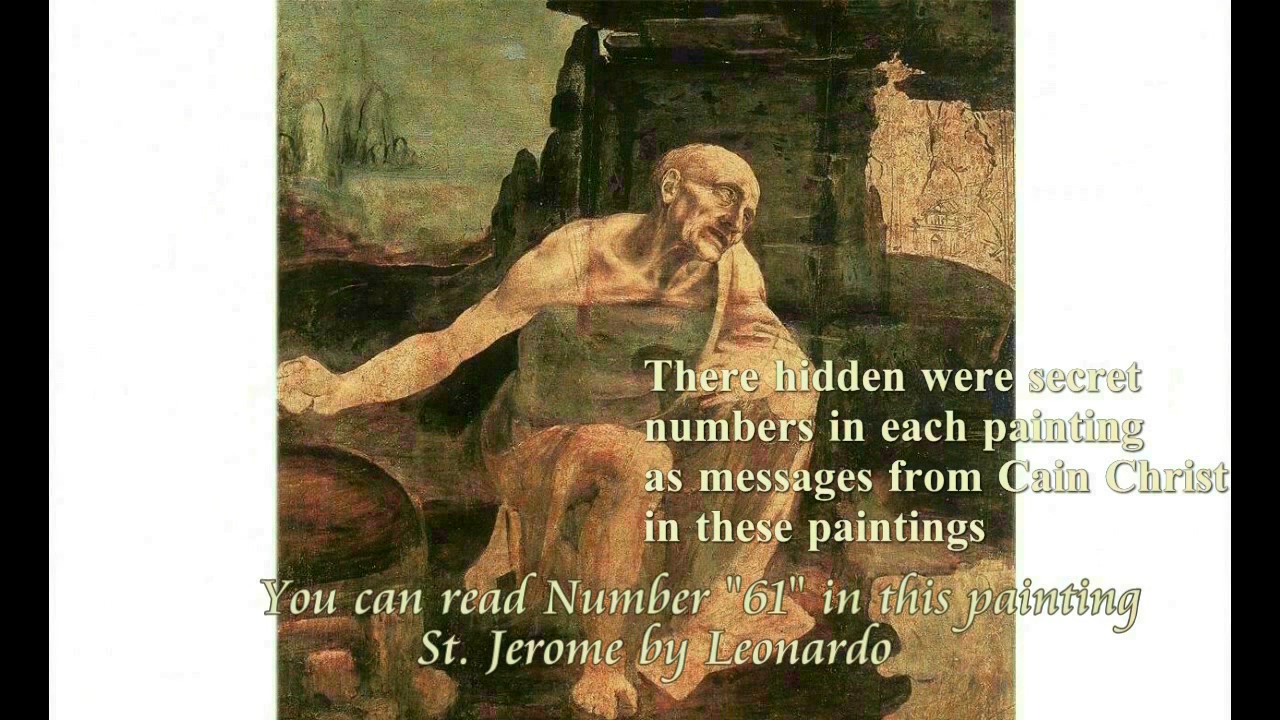 There hidden were secret
numbers in each painting
as messages from Cain Christ
in these paintings
You can read Number "61" in this painting
St. Jerome by Leonardo